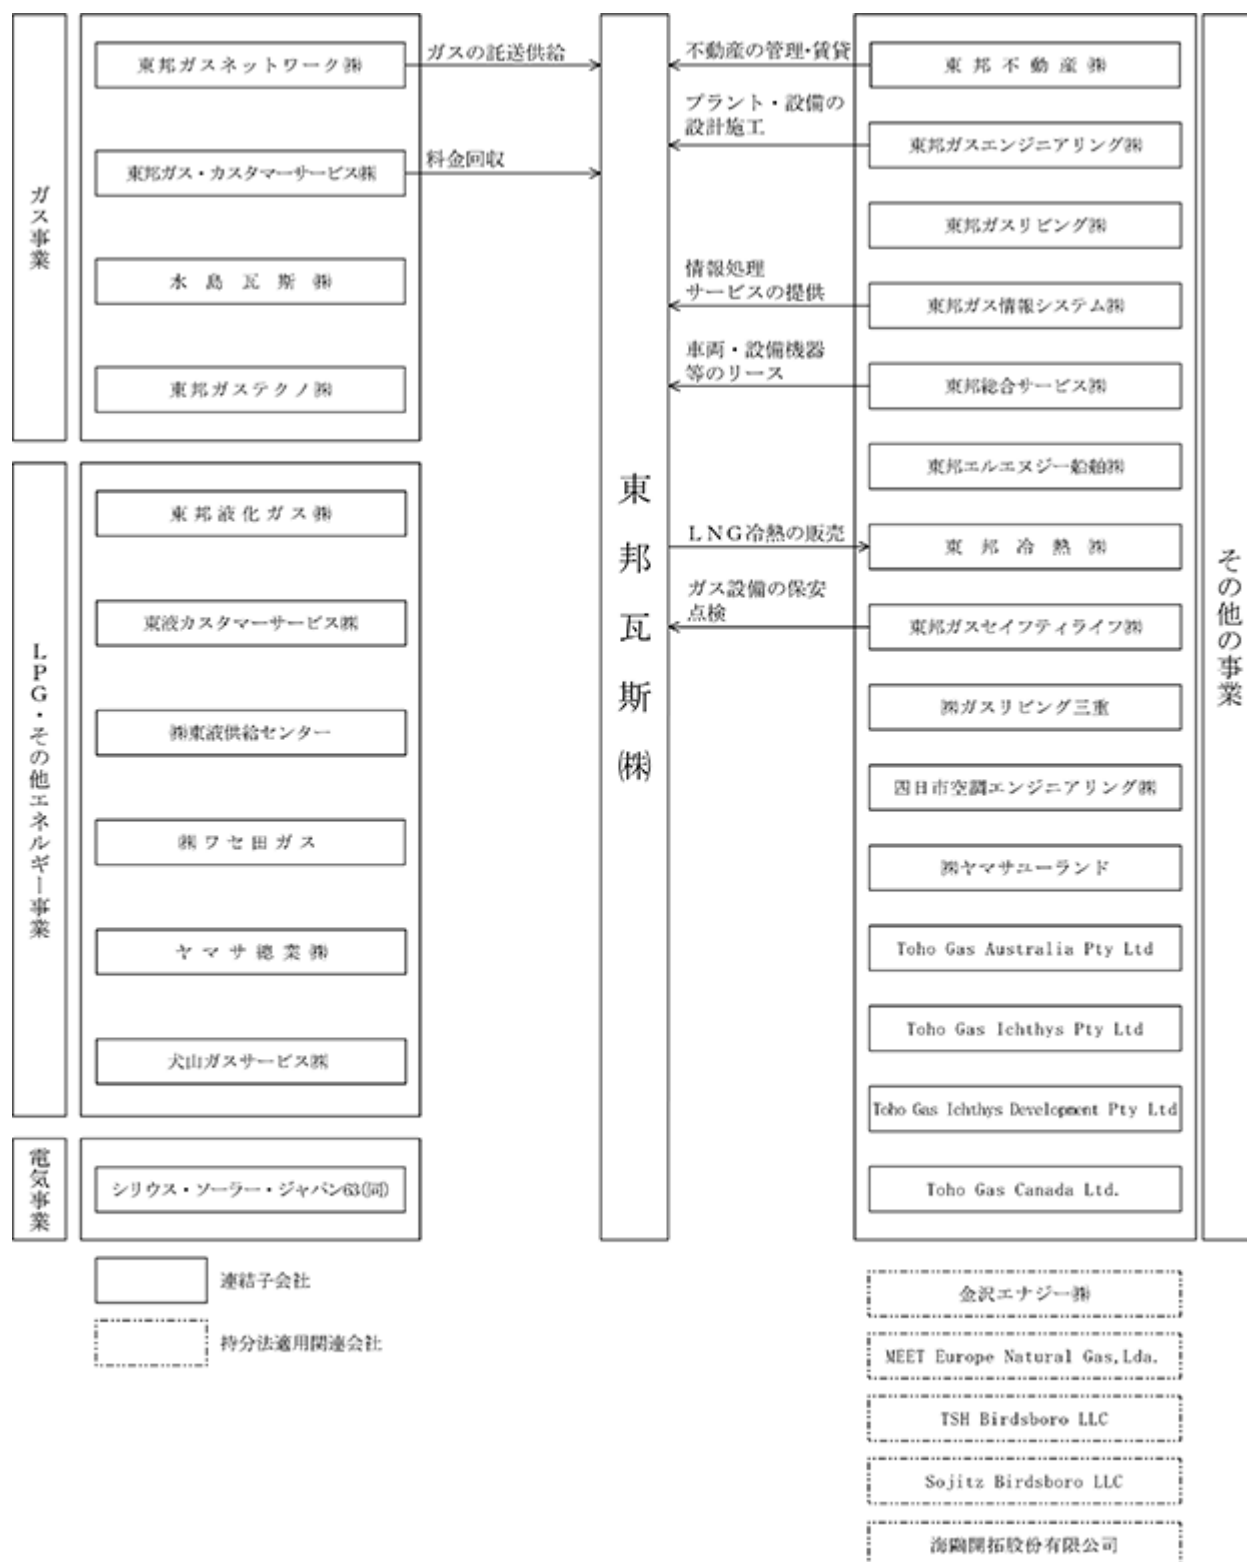 ガス事業
東邦ガスネットワーク㈱
東邦ガス・カスタマーサービス㈱
水島瓦斯㈱
東邦ガステクノ㈱
LPG・その他エネルギー事業
東邦液化ガス㈱
東液カスタマーサービス㈱
㈱東液供給センター
㈱ワセ田ガス
ヤマサ總業㈱
犬山ガスサービス㈱
電気事業
シリウス・ソーラー・ジャパン63(同)
連結子会社
持分法適用関連会社
ガスの託送供給
料金回収
東邦瓦斯㈱
不動産の管理・賃貸
プラント・設備の
設計施工
情報処理
サービスの提供
車両・設備機器
等のリース
LNG冷熱の販売
ガス設備の保安
点検
東邦不動産㈱
東邦ガスエンジニアリング㈱
東邦ガスリビング㈱
東邦ガス情報システム㈱
東邦総合サービス㈱
東邦エルエヌジー船舶㈱
東邦冷熱㈱
東邦ガスセイフティライフ㈱
㈱ガスリビング三重
四日市空調エンジニアリング㈱
㈱ヤマサユーランド
Toho Gas Australia Pty Ltd
Toho Gas Ichthys Pty Ltd
Toho Gas Ichthys Development Pty Ltd
Toho Gas Canada Ltd.
その他の事業
金沢エナジー㈱
MEET Europe Natural Gas,Lda.
TSH Birdsboro LLC
Sojitz Birdsboro LLC
海鷗開拓股份有限公司